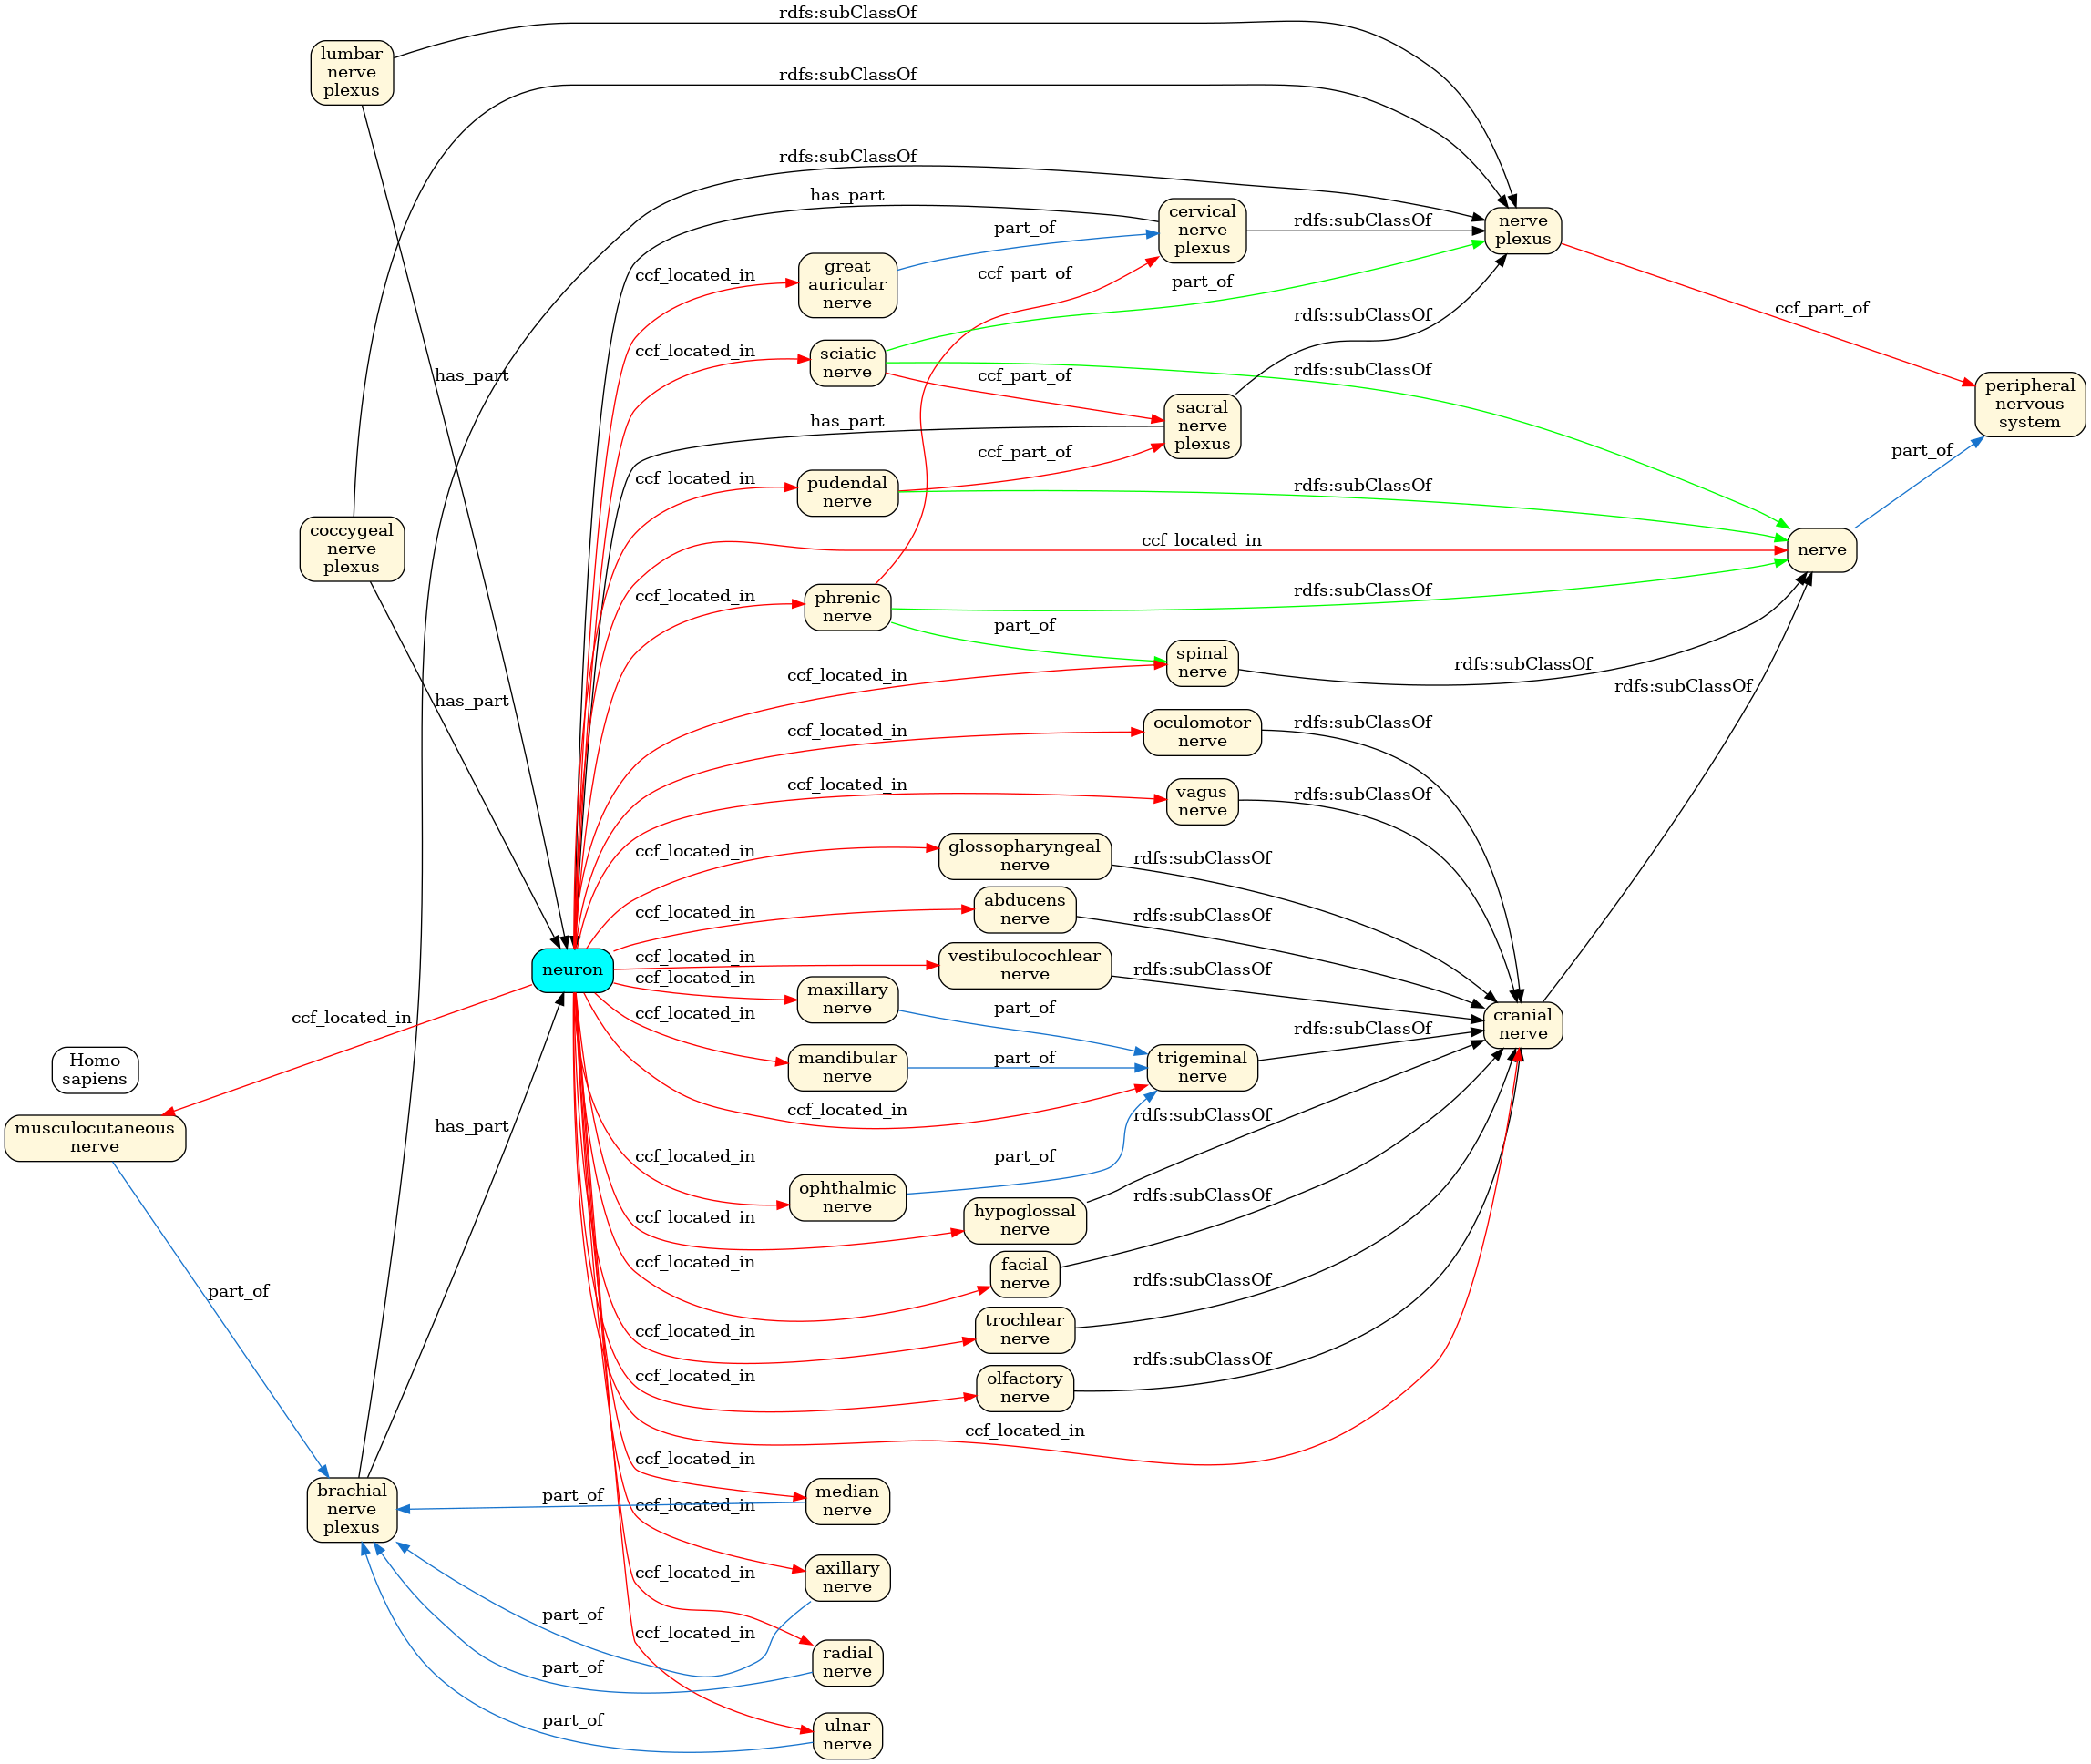 rdfs:subClassOf
lumbar
nerve
plexus
rdfs:subClassOf
rdfs:subClassOf
has_part
cervical
nerve
plexus
rdfs:subClassOf
nerve
plexus
part_of
great
auricular
nerve
ccf_located_in
ccf_part_of
part_of
ccf_part_of
rdfs:subClassOf
ccf_located_in
sciatic
nerve
has_part
ccf_part_of
rdfs:subClassOf
peripheral
nervous
system
sacral
nerve
plexus
has_part
part_of
ccf_part_of
ccf_located_in
pudendal
nerve
rdfs:subClassOf
coccygeal
nerve
plexus
ccf_located_in
nerve
ccf_located_in
phrenic
nerve
rdfs:subClassOf
part_of
spinal
nerve
rdfs:subClassOf
ccf_located_in
rdfs:subClassOf
has_part
oculomotor
nerve
rdfs:subClassOf
ccf_located_in
vagus
nerve
rdfs:subClassOf
ccf_located_in
glossopharyngeal
nerve
ccf_located_in
rdfs:subClassOf
abducens
nerve
ccf_located_in
rdfs:subClassOf
neuron
vestibulocochlear
nerve
ccf_located_in
rdfs:subClassOf
ccf_located_in
maxillary
nerve
part_of
ccf_located_in
ccf_located_in
cranial
nerve
rdfs:subClassOf
Homo
sapiens
mandibular
nerve
part_of
trigeminal
nerve
ccf_located_in
rdfs:subClassOf
musculocutaneous
nerve
has_part
ccf_located_in
part_of
ophthalmic
nerve
rdfs:subClassOf
hypoglossal
nerve
ccf_located_in
ccf_located_in
facial
nerve
part_of
rdfs:subClassOf
trochlear
nerve
ccf_located_in
rdfs:subClassOf
olfactory
nerve
ccf_located_in
ccf_located_in
ccf_located_in
brachial
nerve
plexus
part_of
median
nerve
ccf_located_in
axillary
nerve
ccf_located_in
part_of
ccf_located_in
radial
nerve
part_of
part_of
ulnar
nerve